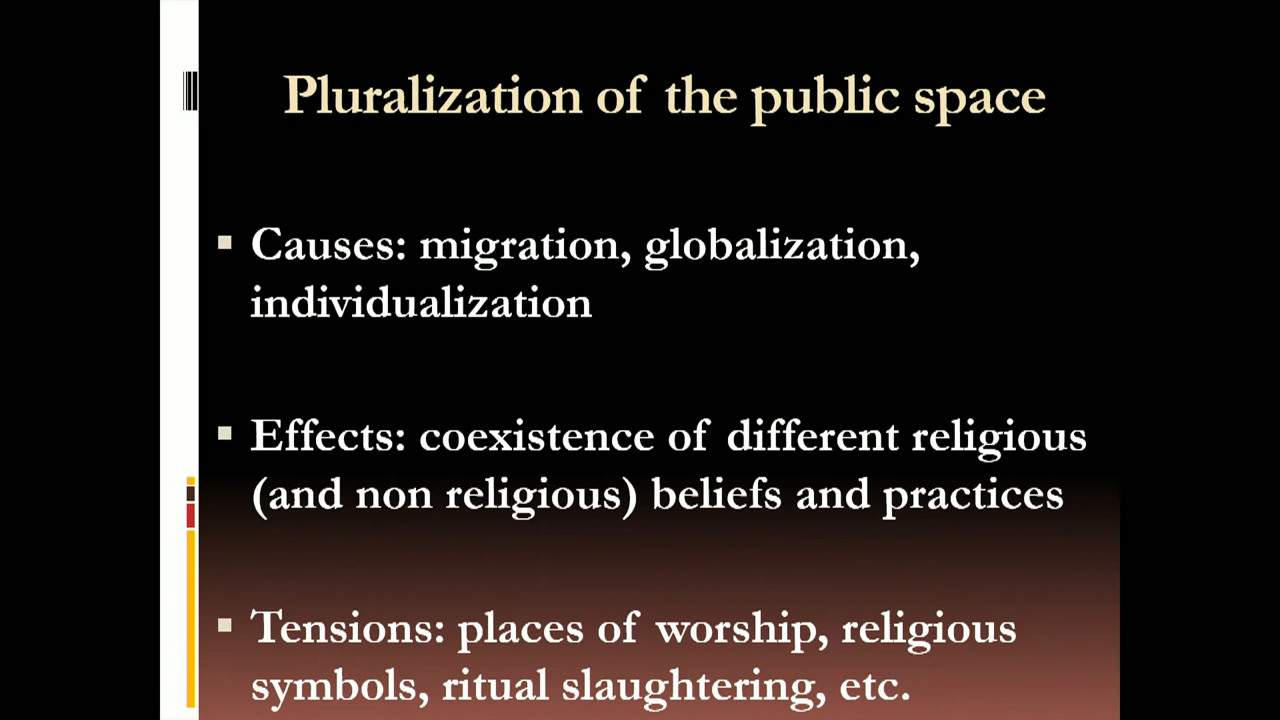 Pluralization of the public space
▪ Causes: migration, globalization,
individualization
▪ Effects: coexistence of different religious
(and non religious) beliefs and practices
▪ Tensions: places of worship, religious
symbols, ritual slaughtering, etc.